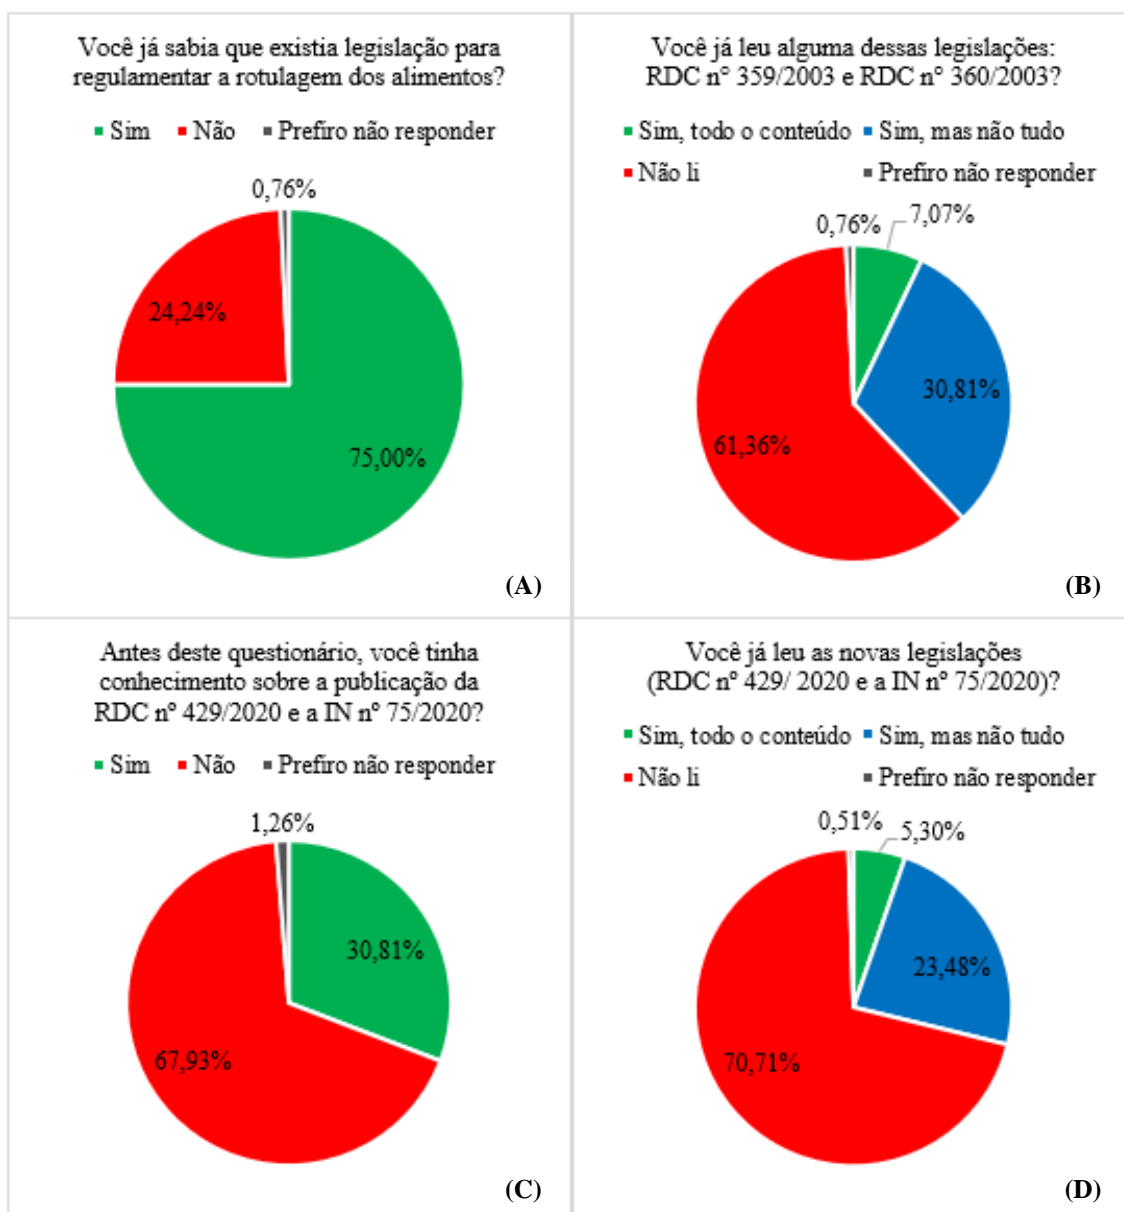 Você já sabia que existia legislação para
regulamentar a rotulagem dos alimentos?
Sim Não Prefiro não responder
0,76%
24,24%
75,00%
(A)
Você já leu alguma dessas legislações:
RDC n° 359/2003 e RDC n° 360/2003?
Sim, todo o conteúdo Sim, mas não tudo
Não li Prefiro não responder
0,76% 7,07%
30,81%
61,36%
(B)
Antes deste questionário, você tinha
conhecimento sobre a publicação da
RDC nº 429/2020 e a IN nº 75/2020?
Sim Não Prefiro não responder
1,26%
30,81%
67,93%
(C)
Você já leu as novas legislações
(RDC nº 429/ 2020 e a IN nº 75/2020)?
Sim, todo o conteúdo Sim, mas não tudo
Não li Prefiro não responder
0,51% 5,30%
23,48%
70,71%
(D)